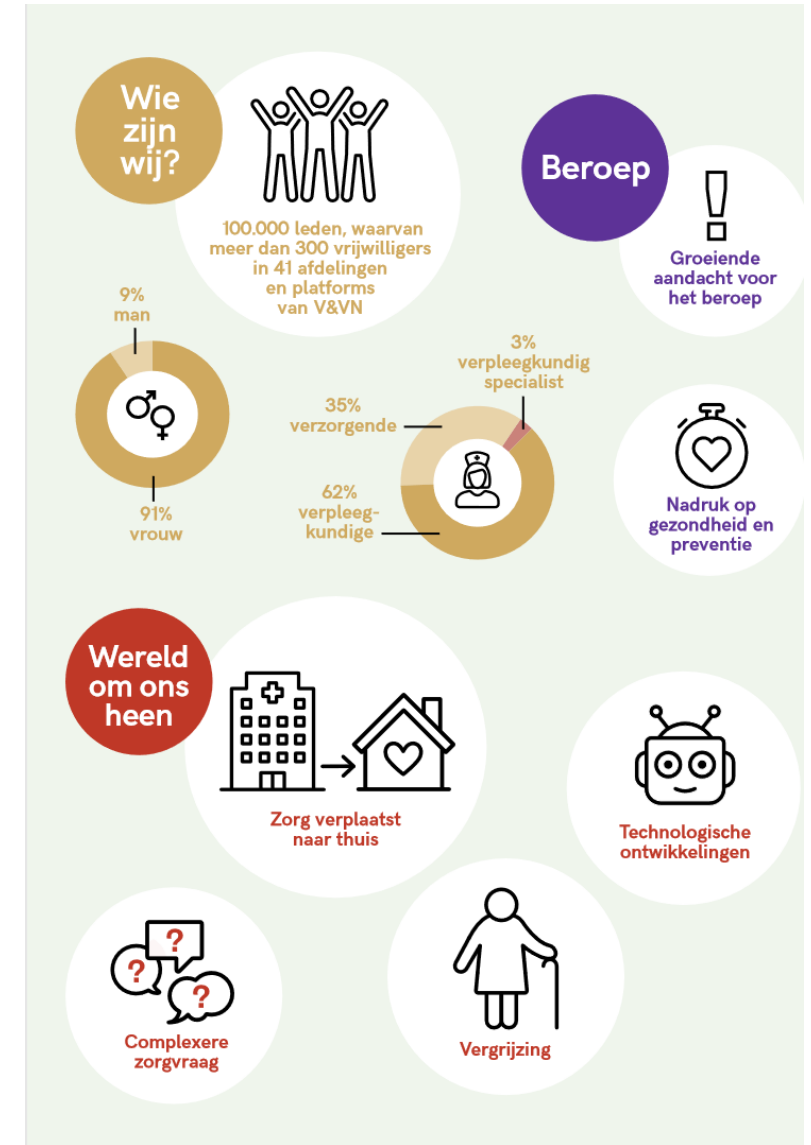 Wie
zijn
wij?
100.000 leden, waarvan
meer dan 300 vrijwilligers
in 41 afdelingen
en platforms
van V&VN
Beroep
Groeiende
aandacht voor
het beroep
9%
man
91%
vrouw
3%
verpleegkundig
specialist
35%
verzorgende
62%
verpleeg-
kundige
Nadruk op
gezondheid en
preventie
Wereld
om ons
heen
Zorg verplaatst
naar thuis
Technologische
ontwikkelingen
?
?
?
Complexere
zorgvraag
Vergrijzing